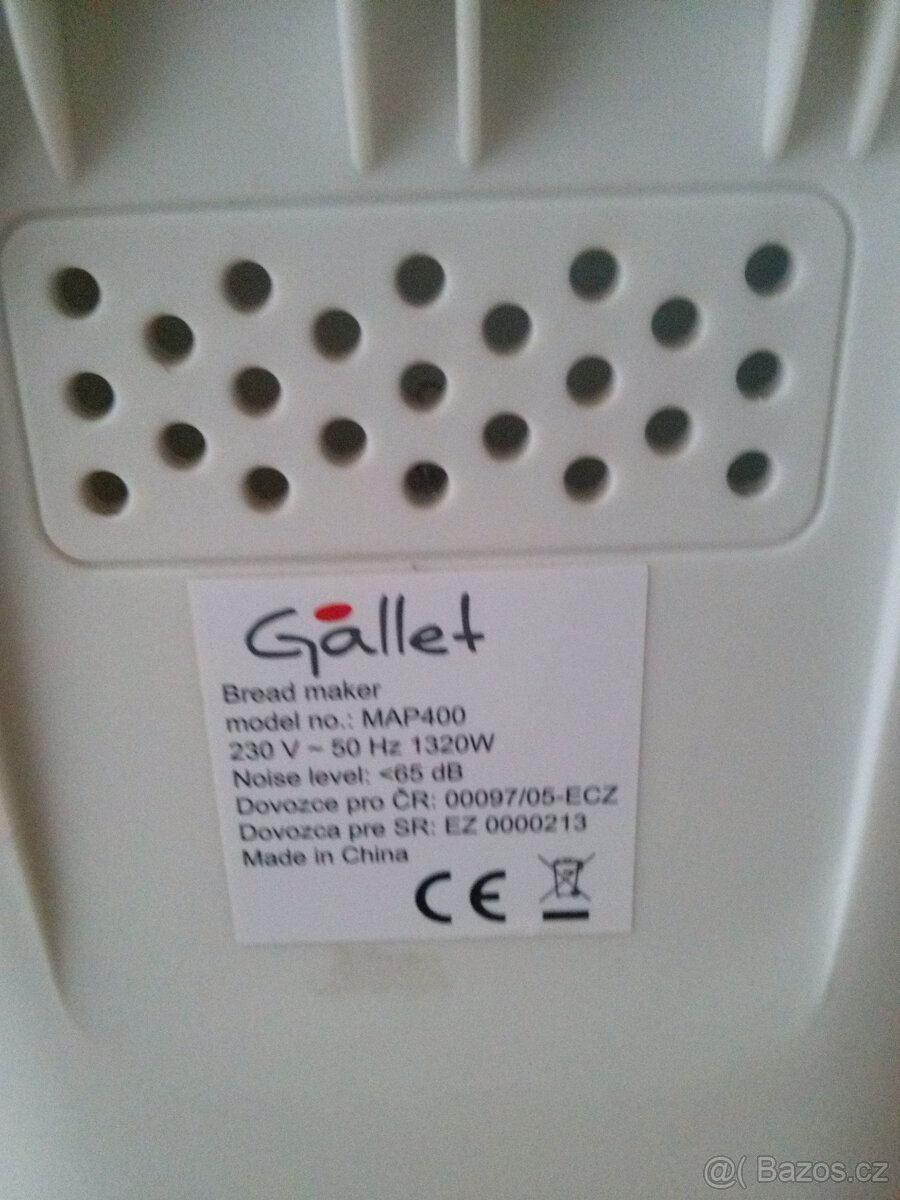 Gallet
Bread maker
model no.: MAP400
230 V ~ 50 Hz 1320W
Noise level: <65 dB
Dovozce pro ČR: 00097/05-ECZ
Dovozca pre SR: EZ 0000213
Made in China
CE
@( Bazos.cz